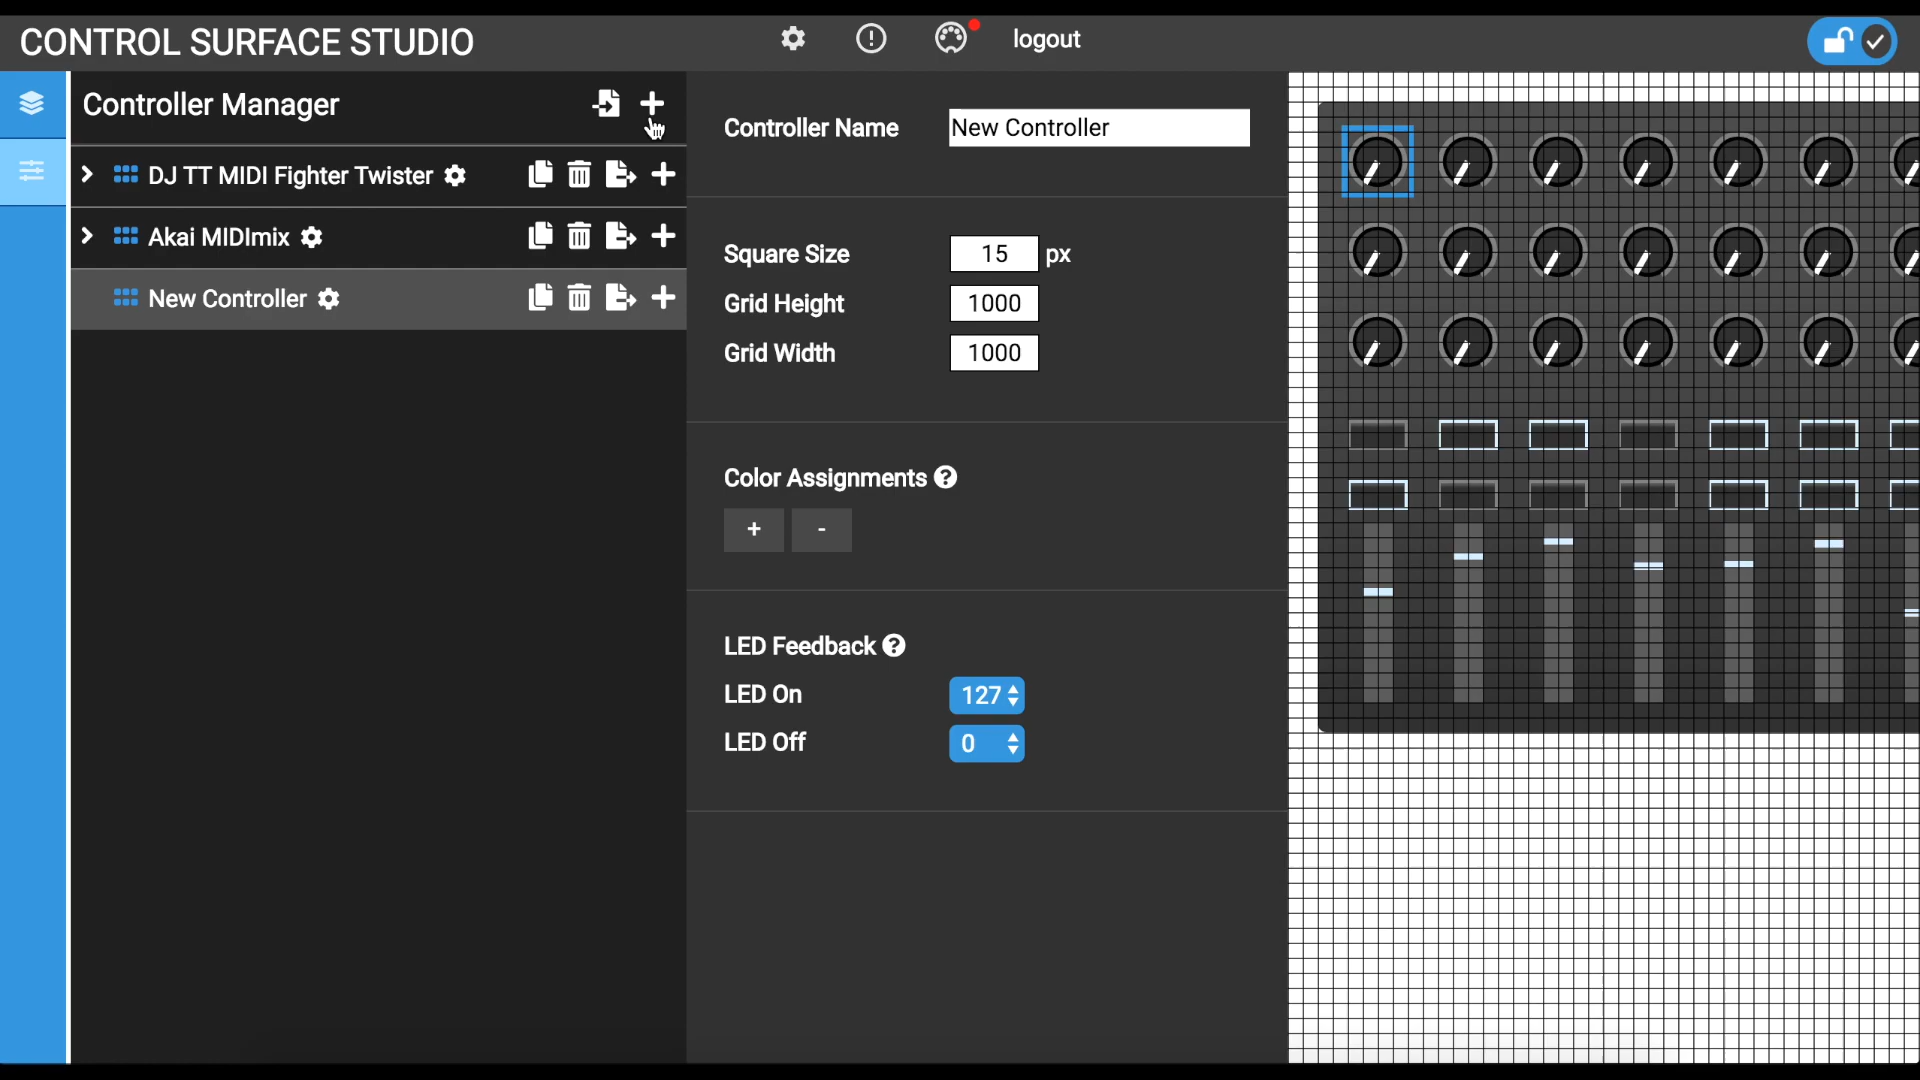 CONTROL SURFACE STUDIO
logout
Controller Manager
DJ TT MIDI Fighter Twister
Akai MIDImix
New Controller
Controller Name New Controller
Square Size 15 px
Grid Height 1000
Grid Width 1000
Color Assignments ?
+ -
LED Feedback ?
LED On 127
LED Off 0